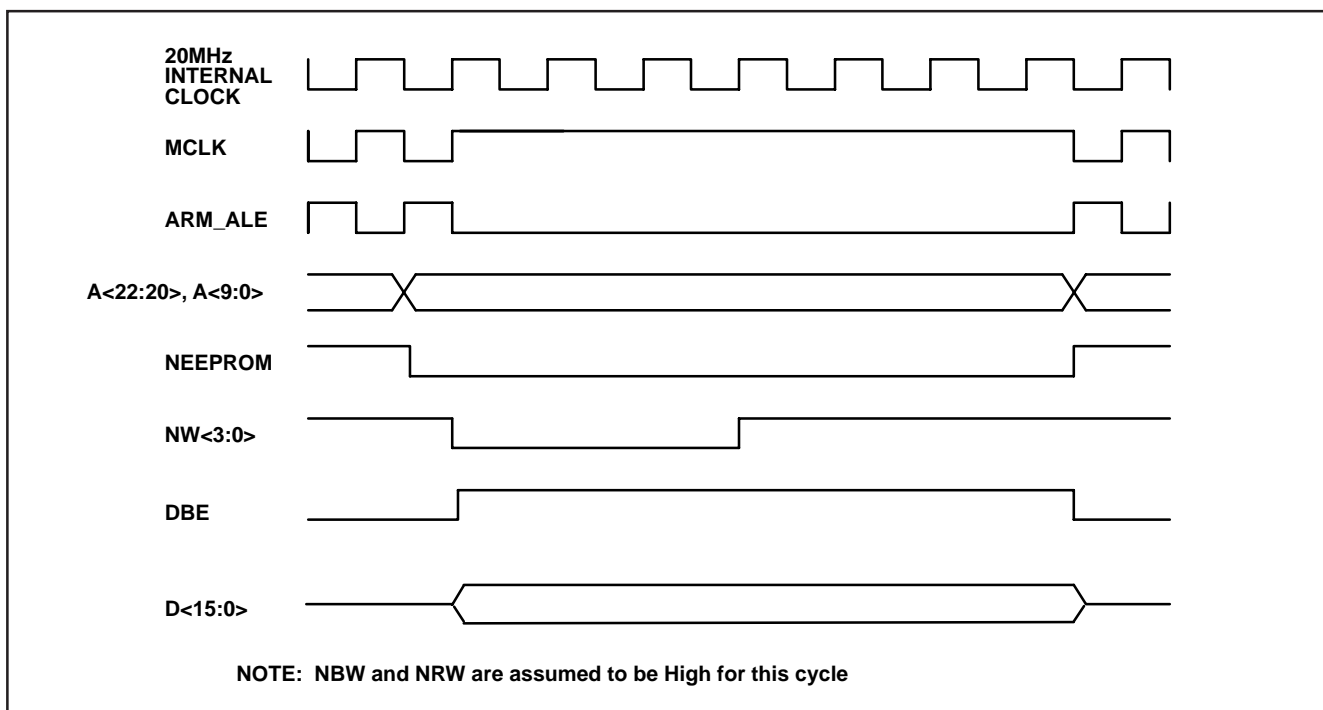 20MHz
INTERNAL
CLOCK
MCLK
ARM_ALE
A<22:20>, A<9:0>
NEEPROM
NW<3:0>
DBE
D<15:0>
NOTE: NBW and NRW are assumed to be High for this cycle